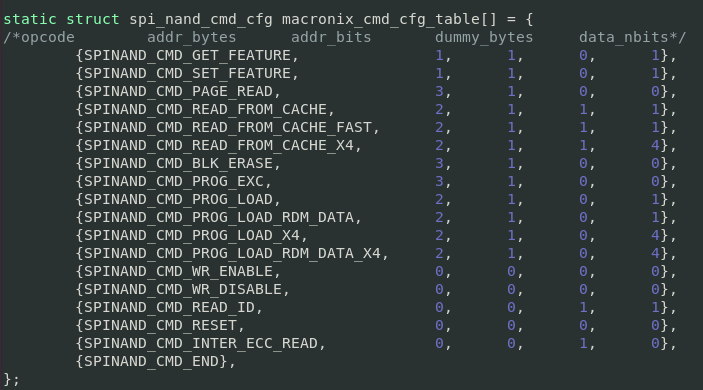 static struct spi_nand_cmd_cfg macronix_cmd_cfg_table[] = {
/*opcode        addr_bytes      addr_bits       dummy_bytes     data_nbits*/
        {SPINAND_CMD_GET_FEATURE,               1,      1,      0,      1},
        {SPINAND_CMD_SET_FEATURE,               1,      1,      0,      1},
        {SPINAND_CMD_PAGE_READ,                 3,      1,      0,      0},
        {SPINAND_CMD_READ_FROM_CACHE,           2,      1,      1,      1},
        {SPINAND_CMD_READ_FROM_CACHE_FAST,      2,      1,      1,      1},
        {SPINAND_CMD_READ_FROM_CACHE_X4,        2,      1,      1,      4},
        {SPINAND_CMD_BLK_ERASE,                 3,      1,      0,      0},
        {SPINAND_CMD_PROG_EXC,                  3,      1,      0,      0},
        {SPINAND_CMD_PROG_LOAD,                 2,      1,      0,      1},
        {SPINAND_CMD_PROG_LOAD_RDM_DATA,        2,      1,      0,      1},
        {SPINAND_CMD_PROG_LOAD_X4,              2,      1,      0,      4},
        {SPINAND_CMD_PROG_LOAD_RDM_DATA_X4,     2,      1,      0,      4},
        {SPINAND_CMD_WR_ENABLE,                 0,      0,      0,      0},
        {SPINAND_CMD_WR_DISABLE,                0,      0,      0,      0},
        {SPINAND_CMD_READ_ID,                   0,      0,      1,      1},
        {SPINAND_CMD_RESET,                     0,      0,      0,      0},
        {SPINAND_CMD_INTER_ECC_READ,            0,      0,      1,      0},
        {SPINAND_CMD_END},
};